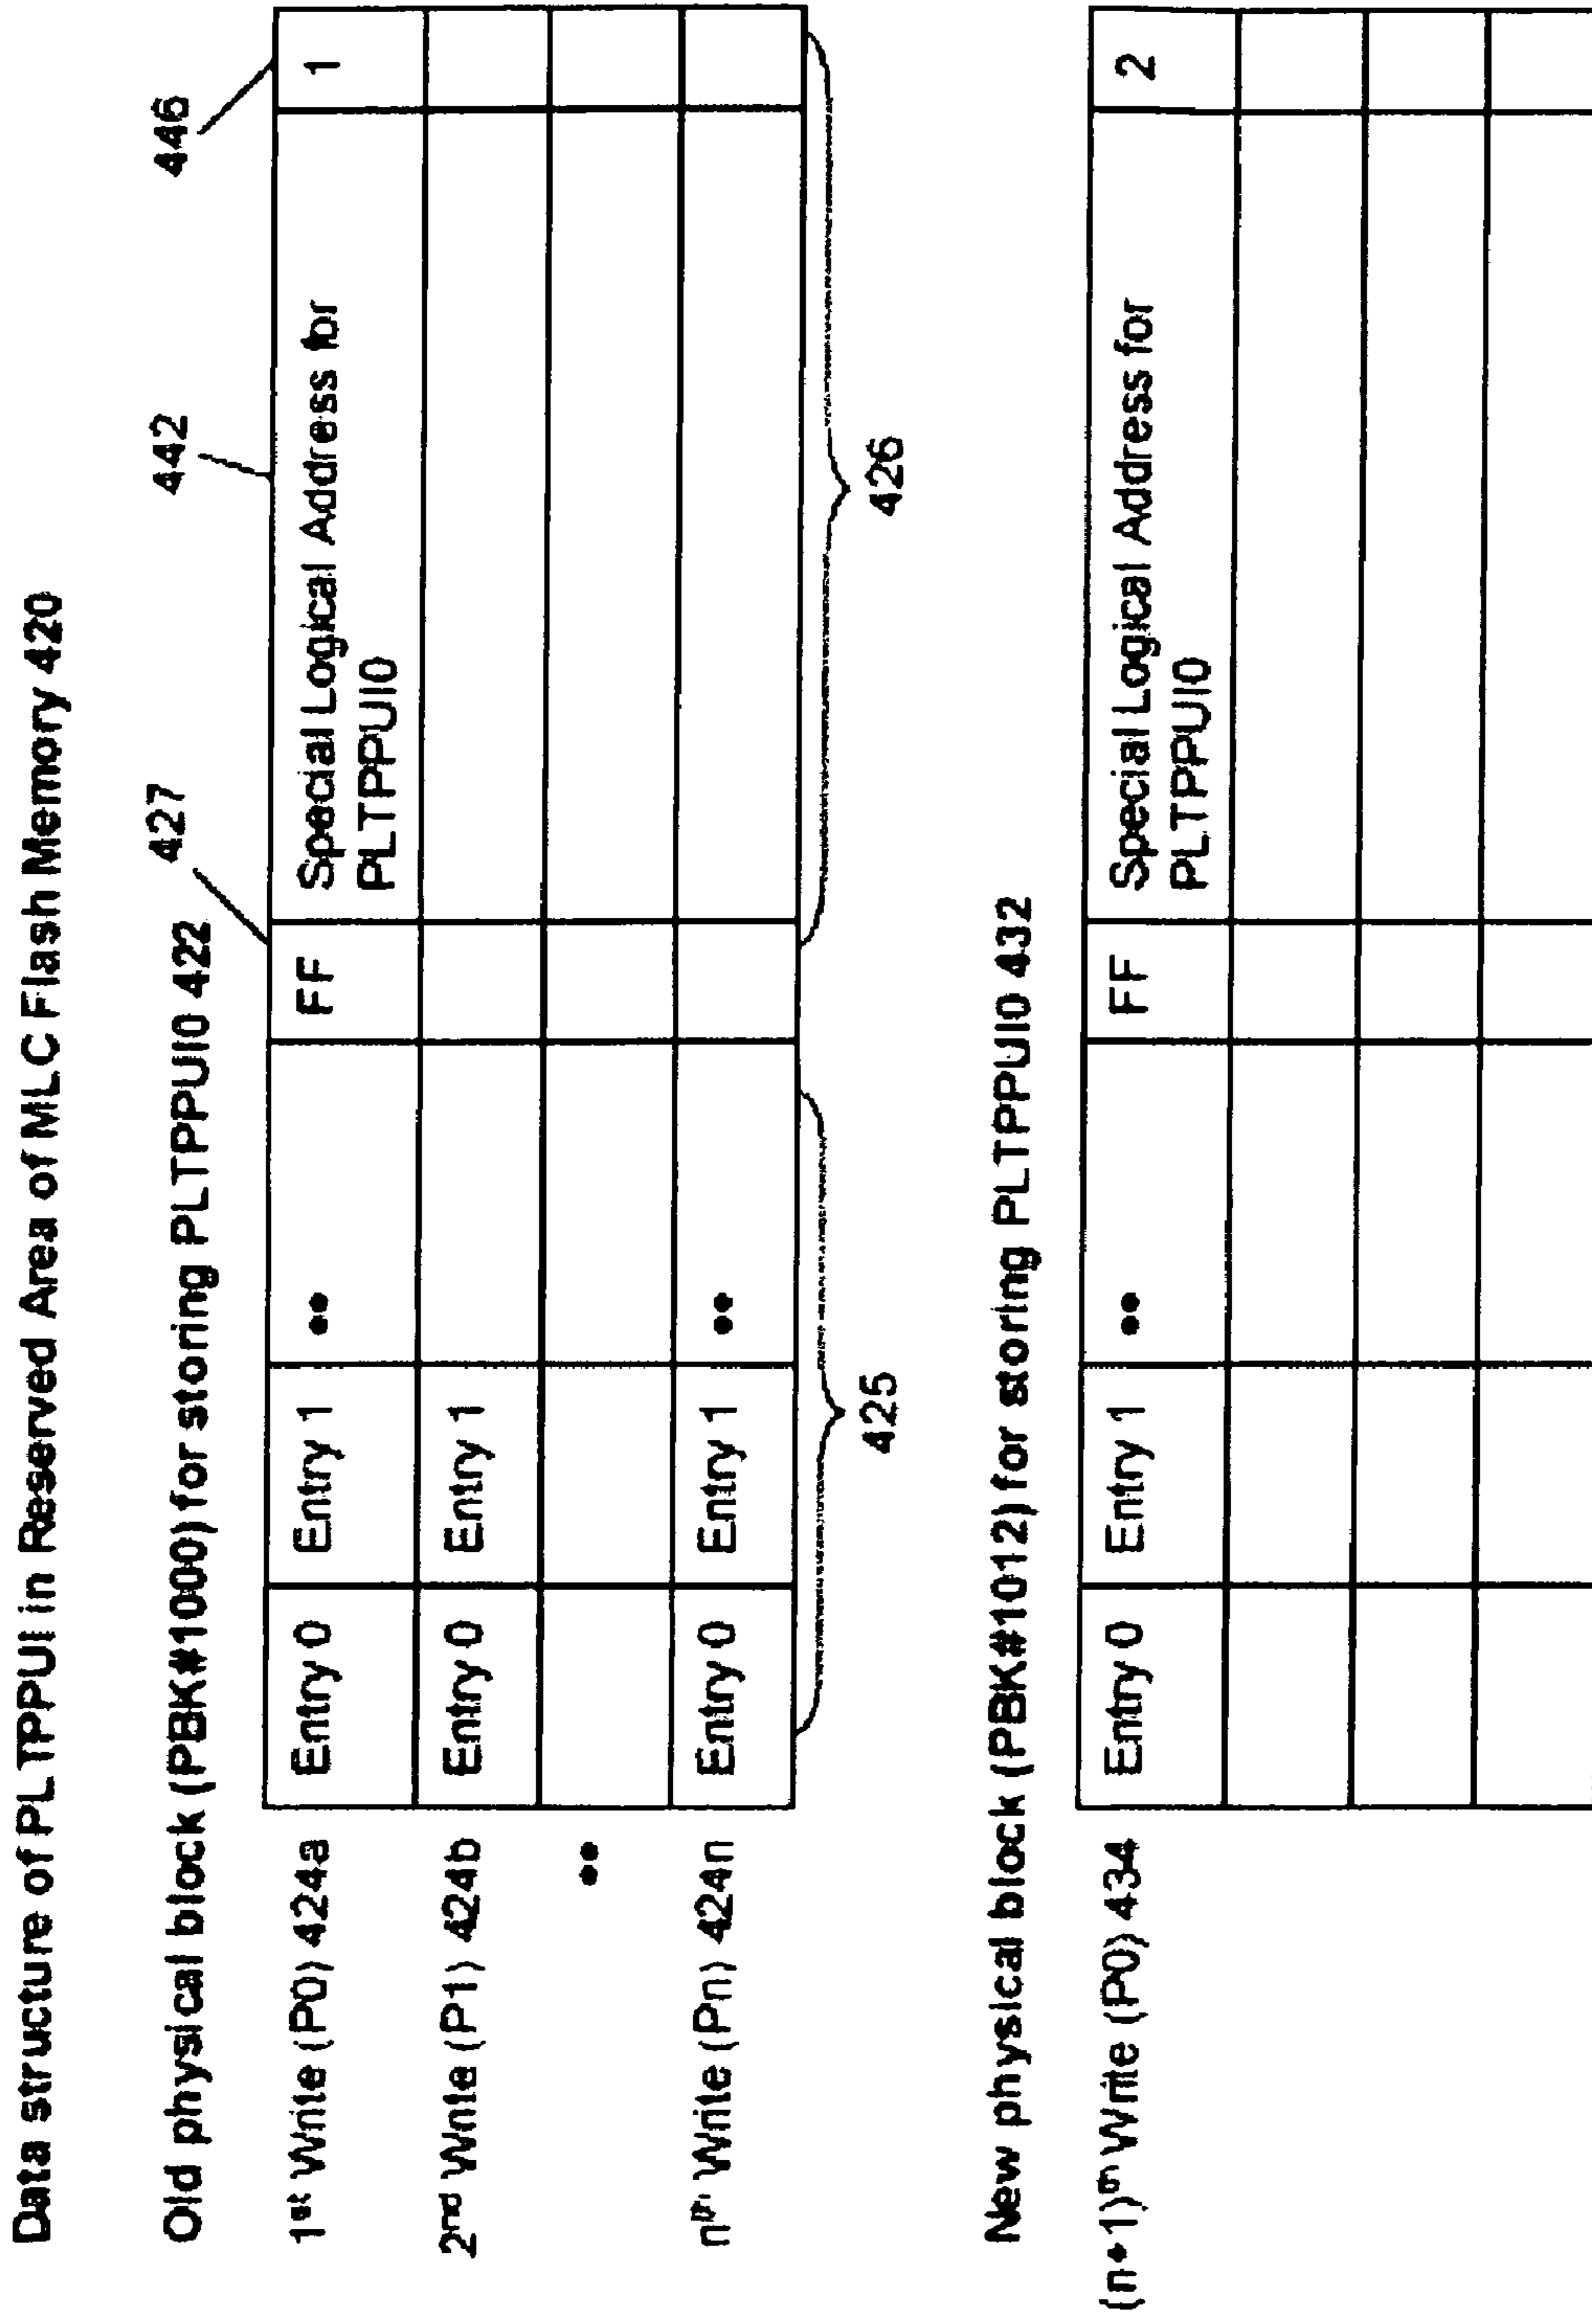 Data structure of PLTPPUI in Reserved Area of MLC Flash Memory 420
Old physical block (PBK#1000) for storing PLTPPUI0 422
427
442
446
1st Write (P0) 424a
Entry 0
Entry 1
••
FF
Special Logical Address for
PLTPPUI0
1
2nd Write (P1) 424b
Entry 0
Entry 1
••
nth Write (Pn) 424n
Entry 0
Entry 1
••
425
426
New physical block (PBK#1012) for storing PLTPPUI0 432
(n+1)th Write (P0) 434
Entry 0
Entry 1
••
FF
Special Logical Address for
PLTPPUI0
2